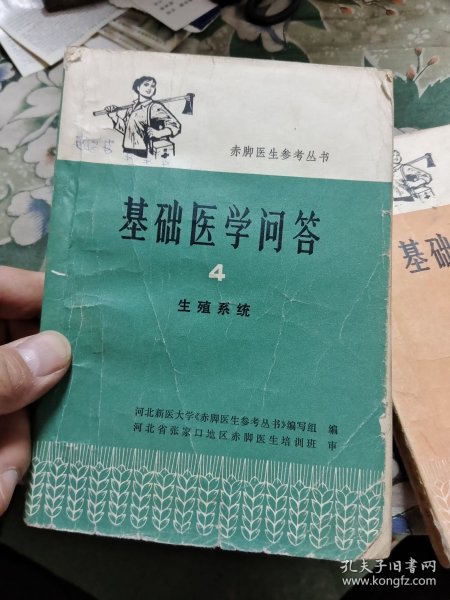 赤脚医生参考丛书
基础医学问答
4
生殖系统
河北新医大学《赤脚医生参考丛书》编写组 编
河北省张家口地区赤脚医生培训班 审
基础
孔夫子旧书网
www.kongfz.com